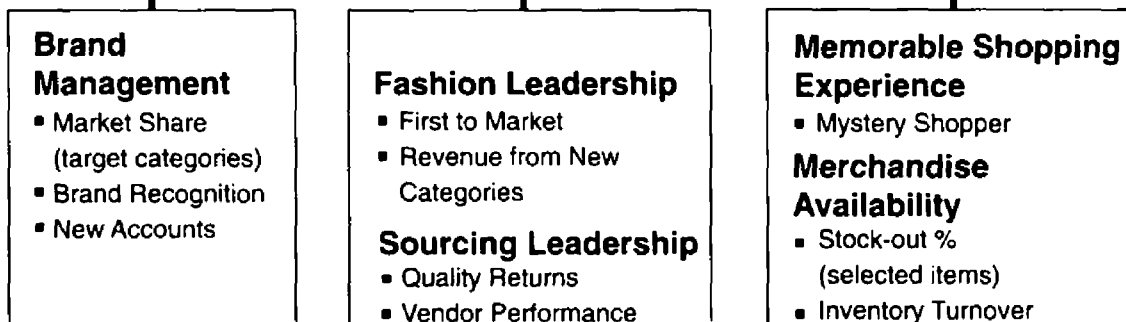 Brand
Management
▪ Market Share
(target categories)
▪ Brand Recognition
▪ New Accounts
Fashion Leadership
▪ First to Market
▪ Revenue from New
Categories
Sourcing Leadership
▪ Quality Returns
▪ Vendor Performance
Memorable Shopping
Experience
▪ Mystery Shopper
Merchandise
Availability
▪ Stock-out %
(selected items)
▪ Inventory Turnover